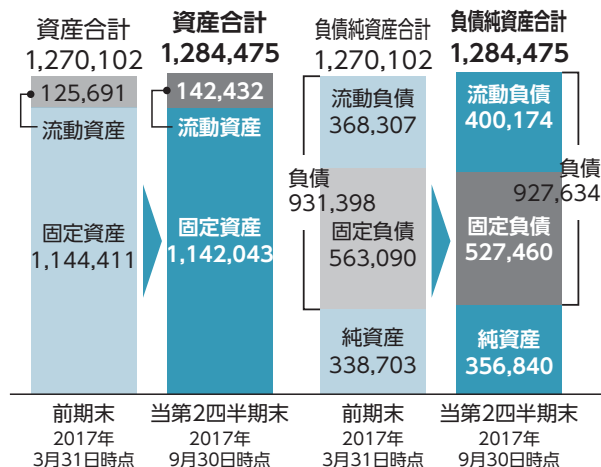 資産合計
1,270,102
125,691
流動資産
固定資産
1,144,411
資産合計
1,284,475
142,432
流動資産
固定資産
1,142,043
負債純資産合計
1,270,102
流動負債
368,307
負債
931,398
固定負債
563,090
純資産
338,703
負債純資産合計
1,284,475
流動負債
400,174
負債
927,634
固定負債
527,460
純資産
356,840
前期末
2017年
3月31日時点
当第2四半期末
2017年
9月30日時点
前期末
2017年
3月31日時点
当第2四半期末
2017年
9月30日時点